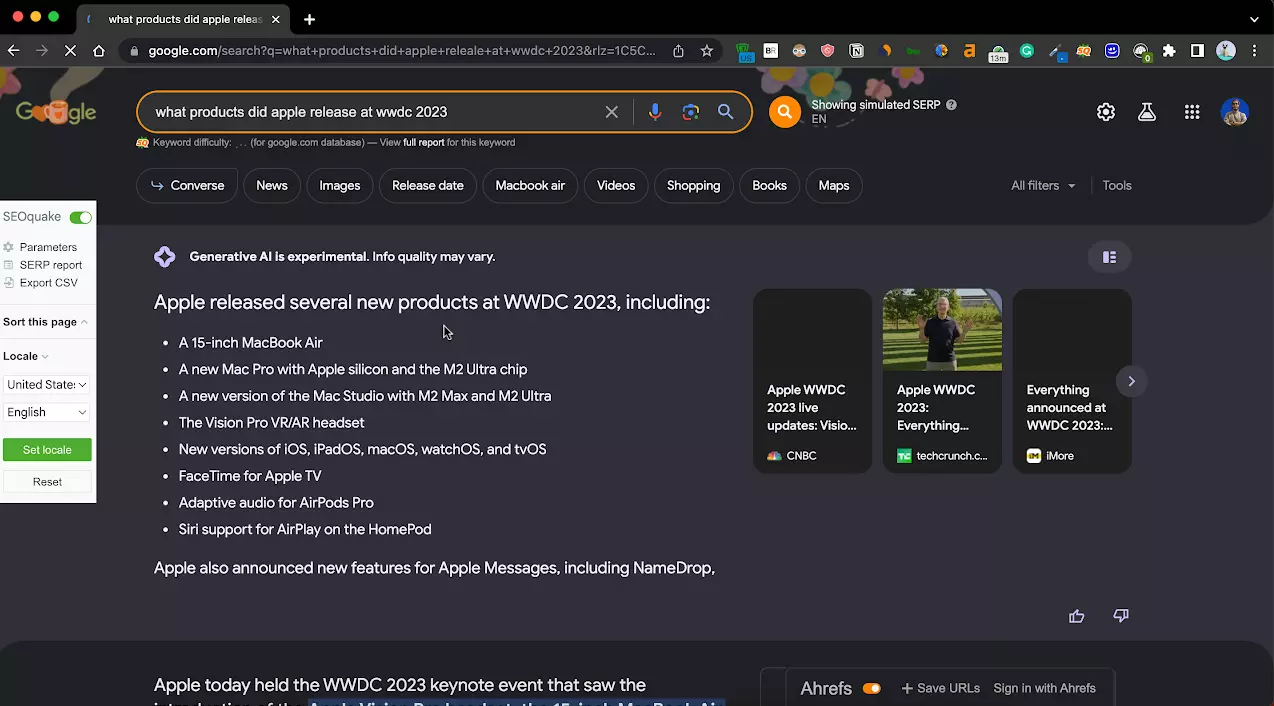 what products did apple releas
google.com/search?q=what+products+did+apple+releale+at+wwdc+2023&rlz=1C5C...
US
BR
13m
0
Google
what products did apple release at wwdc 2023
Showing simulated SERP
EN
Keyword difficulty: ... (for google.com database) — View full report for this keyword
Converse
News
Images
Release date
Macbook air
Videos
Shopping
Books
Maps
All filters
Tools
SEOquake
Parameters
SERP report
Export CSV
Sort this page
Locale
United States
English
Set locale
Reset
Generative AI is experimental. Info quality may vary.
Apple released several new products at WWDC 2023, including:
• A 15-inch MacBook Air
• A new Mac Pro with Apple silicon and the M2 Ultra chip
• A new version of the Mac Studio with M2 Max and M2 Ultra
• The Vision Pro VR/AR headset
• New versions of iOS, iPadOS, macOS, watchOS, and tvOS
• FaceTime for Apple TV
• Adaptive audio for AirPods Pro
• Siri support for AirPlay on the HomePod
Apple also announced new features for Apple Messages, including NameDrop,
Apple WWDC
2023 live
updates: Visio...
CNBC
Apple WWDC
2023:
Everything...
techcrunch.c...
Everything
announced at
WWDC 2023:...
iMore
Apple today held the WWDC 2023 keynote event that saw the
Ahrefs
+ Save URLs
Sign in with Ahrefs